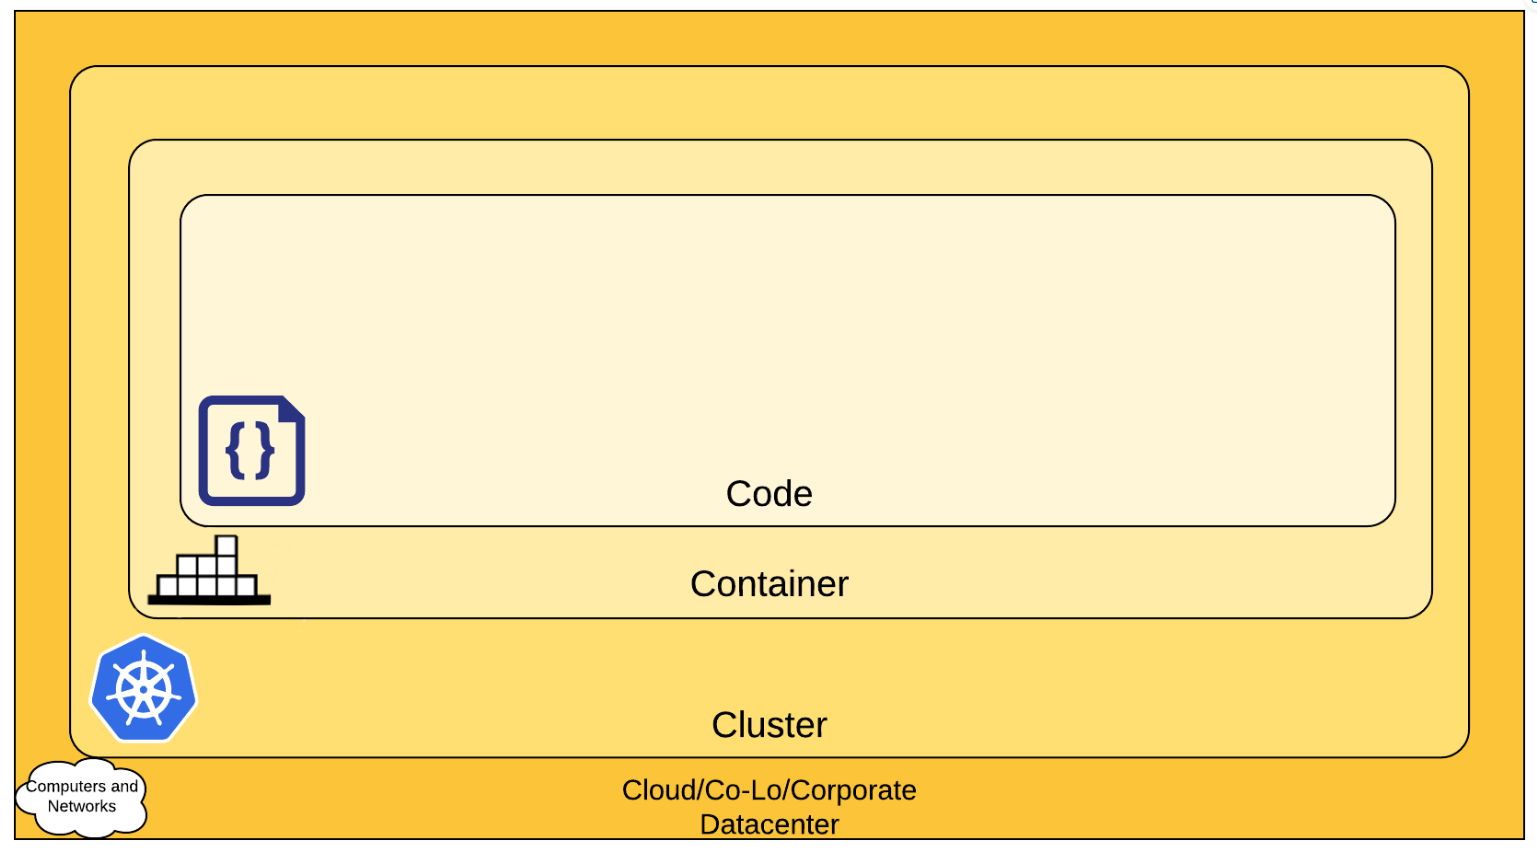 {}
Code
Container
Cluster
Computers and
Networks
Cloud/Co-Lo/Corporate
Datacenter